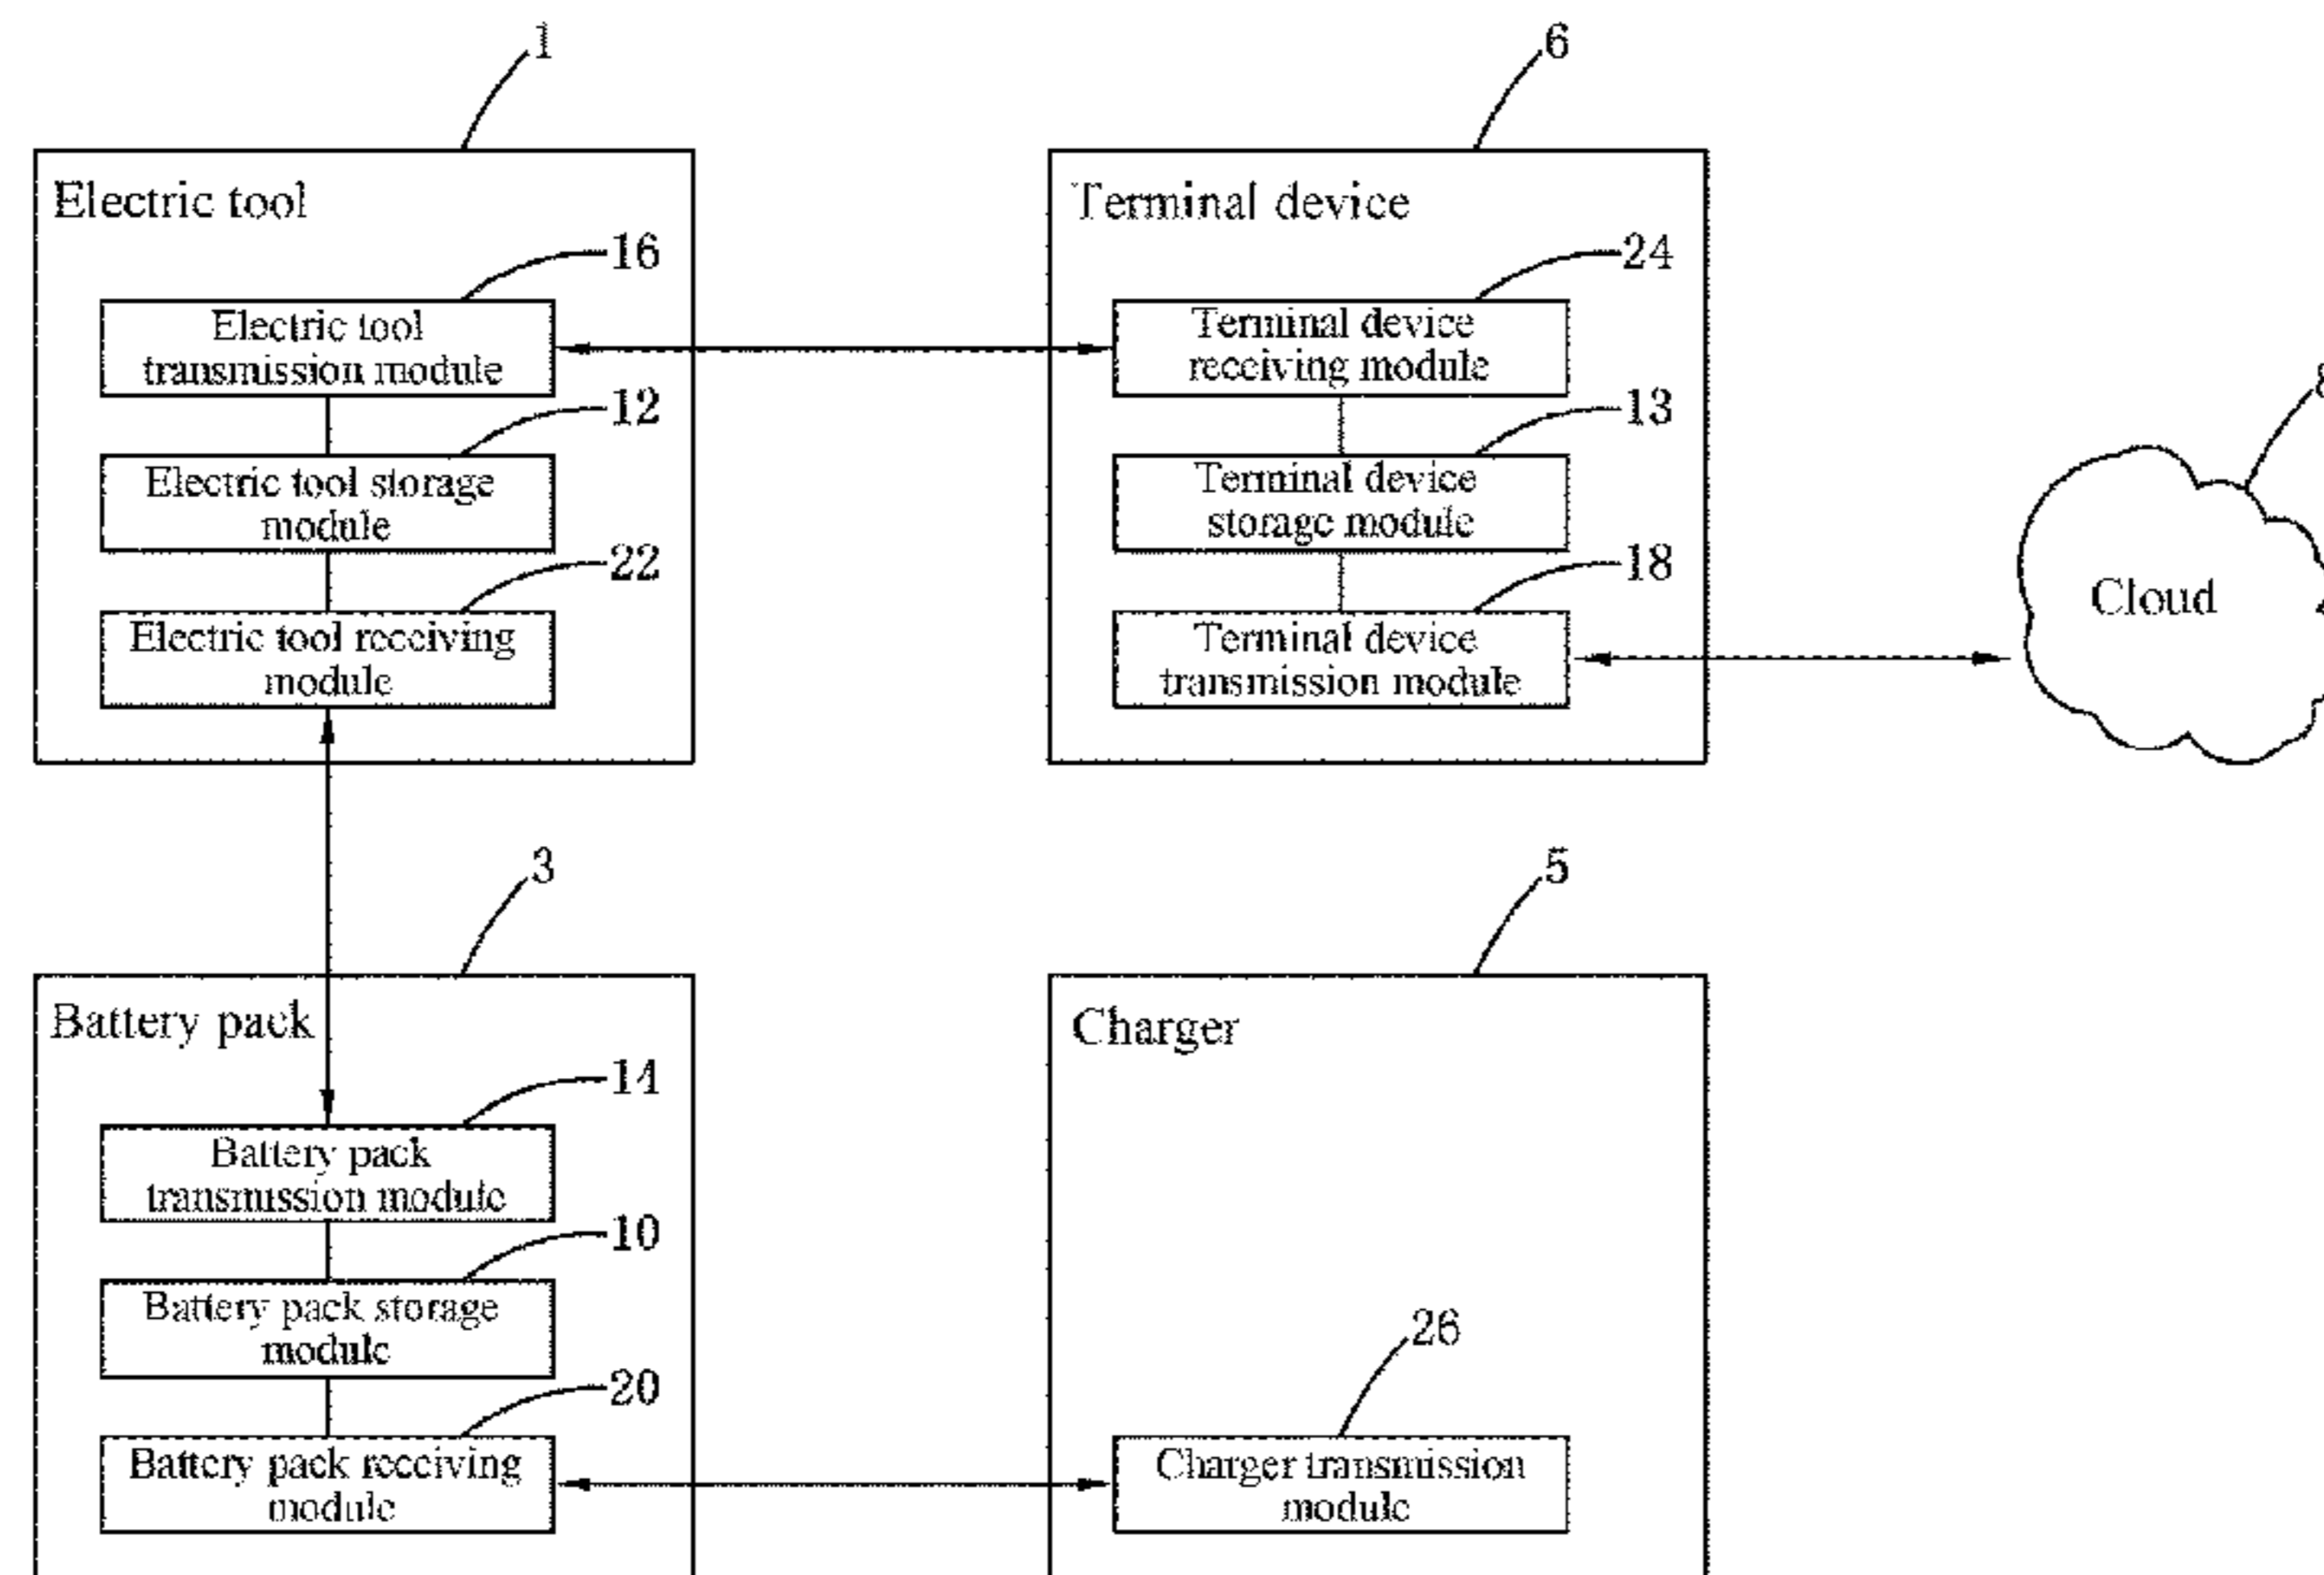 1
6
Electric tool
Terminal device
16
24
Electric tool
transmission module
Terminal device
receiving module
12
13
8
Electric tool storage
module
Terminal device
storage module
22
18
Cloud
Electric tool receiving
module
Terminal device
transmission module
3
5
Battery pack
Charger
14
Battery pack
transmission module
10
Battery pack storage
module
26
20
Battery pack receiving
module
Charger transmission
module